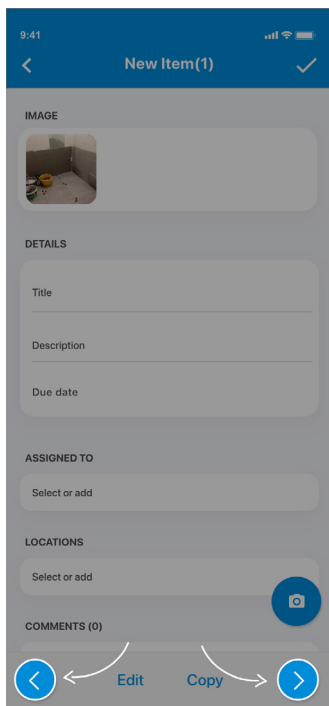 9:41
New Item(1)
IMAGE
DETAILS
Title
Description
Due date
ASSIGNED TO
Select or add
LOCATIONS
Select or add
COMMENTS (0)
Edit Copy